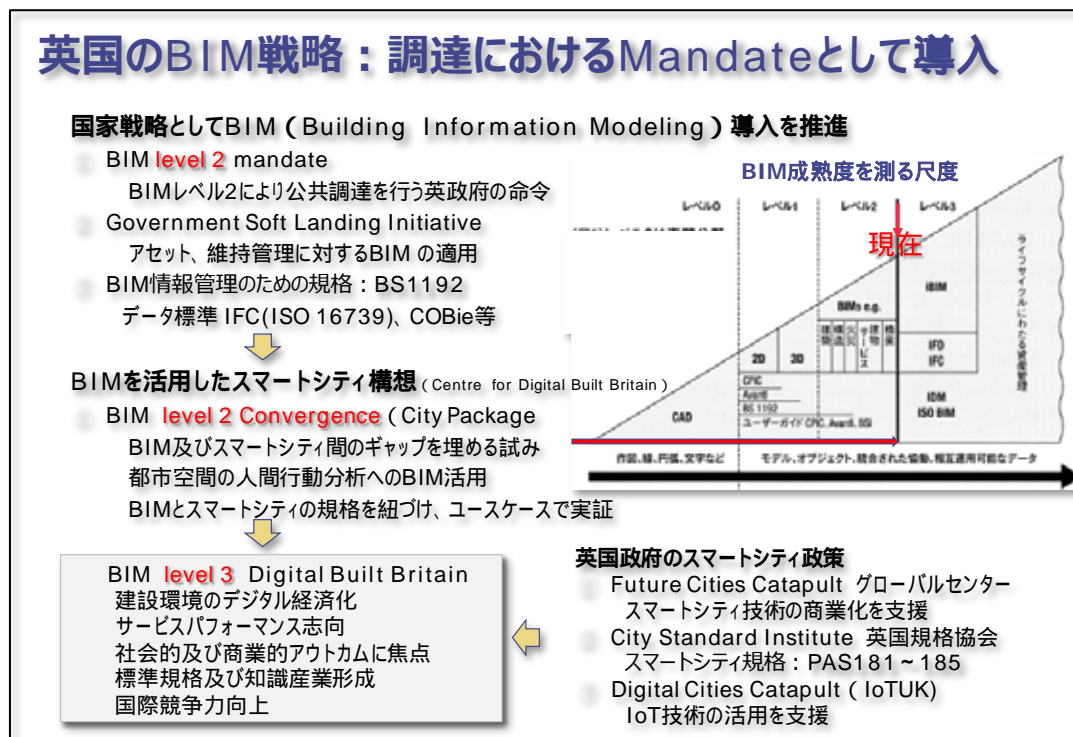 英国のBIM戦略：調達におけるMandateとして導入
国家戦略としてBIM（Building Information Modeling）導入を推進
① BIM level 2 mandate
BIMレベル2により公共調達を行う英政府の命令
② Government Soft Landing Initiative
アセット、維持管理に対するBIM の適用
③ BIM情報管理のための規格：BS1192
データ標準 IFC(ISO 16739)、COBie等
BIMを活用したスマートシティ構想（Centre for Digital Built Britain）
① BIM level 2 Convergence（City Package
BIM及びスマートシティ間のギャップを埋める試み
都市空間の人間行動分析へのBIM活用
BIMとスマートシティの規格を紐づけ、ユースケースで実証
BIM level 3 Digital Built Britain
建設環境のデジタル経済化
サービスパフォーマンス志向
社会的及び商業的アウトカムに焦点
標準規格及び知識産業形成
国際競争力向上
BIM成熟度を測る尺度
レベル0 レベル1 レベル2 レベル3
現在
BIMs e.g.
iBIM
ライフサイクルにわたる資産管理
建築 構造 火災 サービス 建物 橋梁
2D 3D
IFD
IFC
CPIC
Avanti
BS 1192
ユーザーガイド CPIC, Avanti, BSI
CAD
IDM
ISO BIM
作図、線、円弧、文字など
モデル、オブジェクト、統合された協働、相互運用可能なデータ
英国政府のスマートシティ政策
① Future Cities Catapult グローバルセンター
スマートシティ技術の商業化を支援
② City Standard Institute 英国規格協会
スマートシティ規格：PAS181～185
③ Digital Cities Catapult（IoTUK)
IoT技術の活用を支援